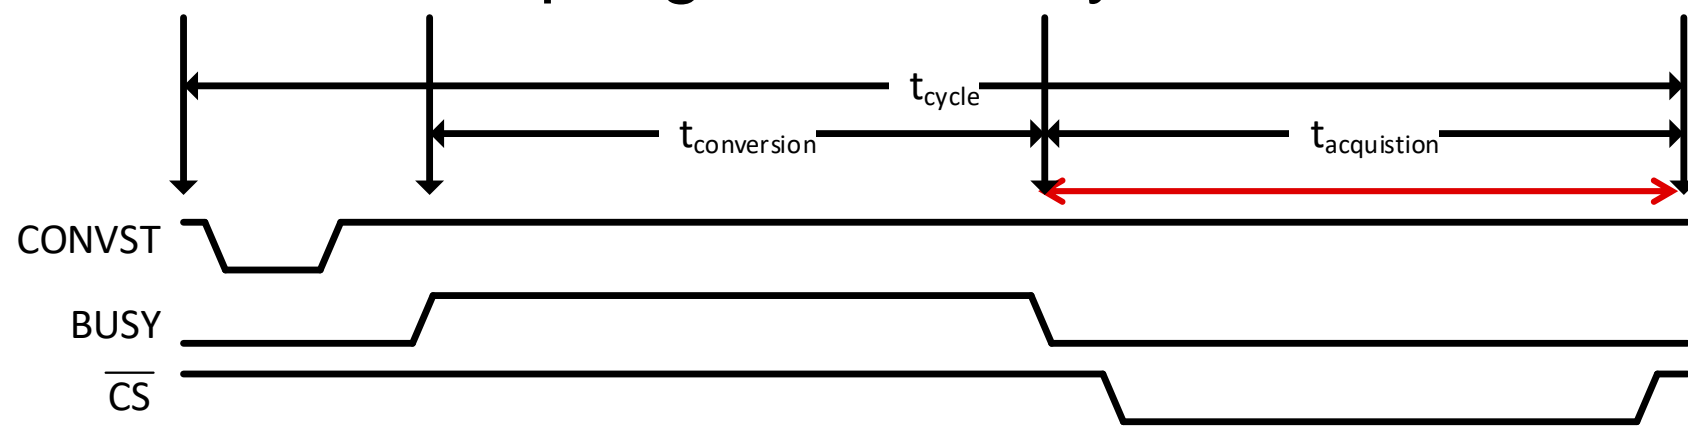 tcycle
tconversion
tacquistion
CONVST
BUSY
CS